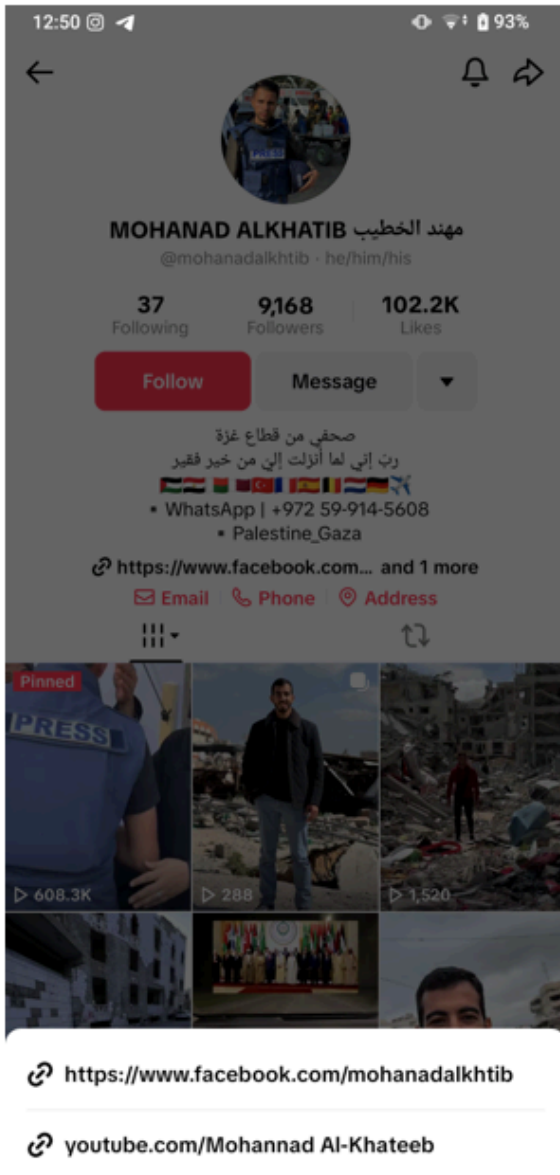 12:50 93%
MOHANAD ALKHATIB مهند الخطيب
@mohanadalkhtib · he/him/his
37 9,168 102.2K
Following Followers Likes
Follow Message
صحفي من قطاع غزة
ربّ إني لما أنزلت إليّ من خير فقير
▪ WhatsApp | +972 59-914-5608
▪ Palestine_Gaza
https://www.facebook.com... and 1 more
Email Phone Address
Pinned
PRESS
608.3K 288 1,520
https://www.facebook.com/mohanadalkhtib
youtube.com/Mohannad Al-Khateeb